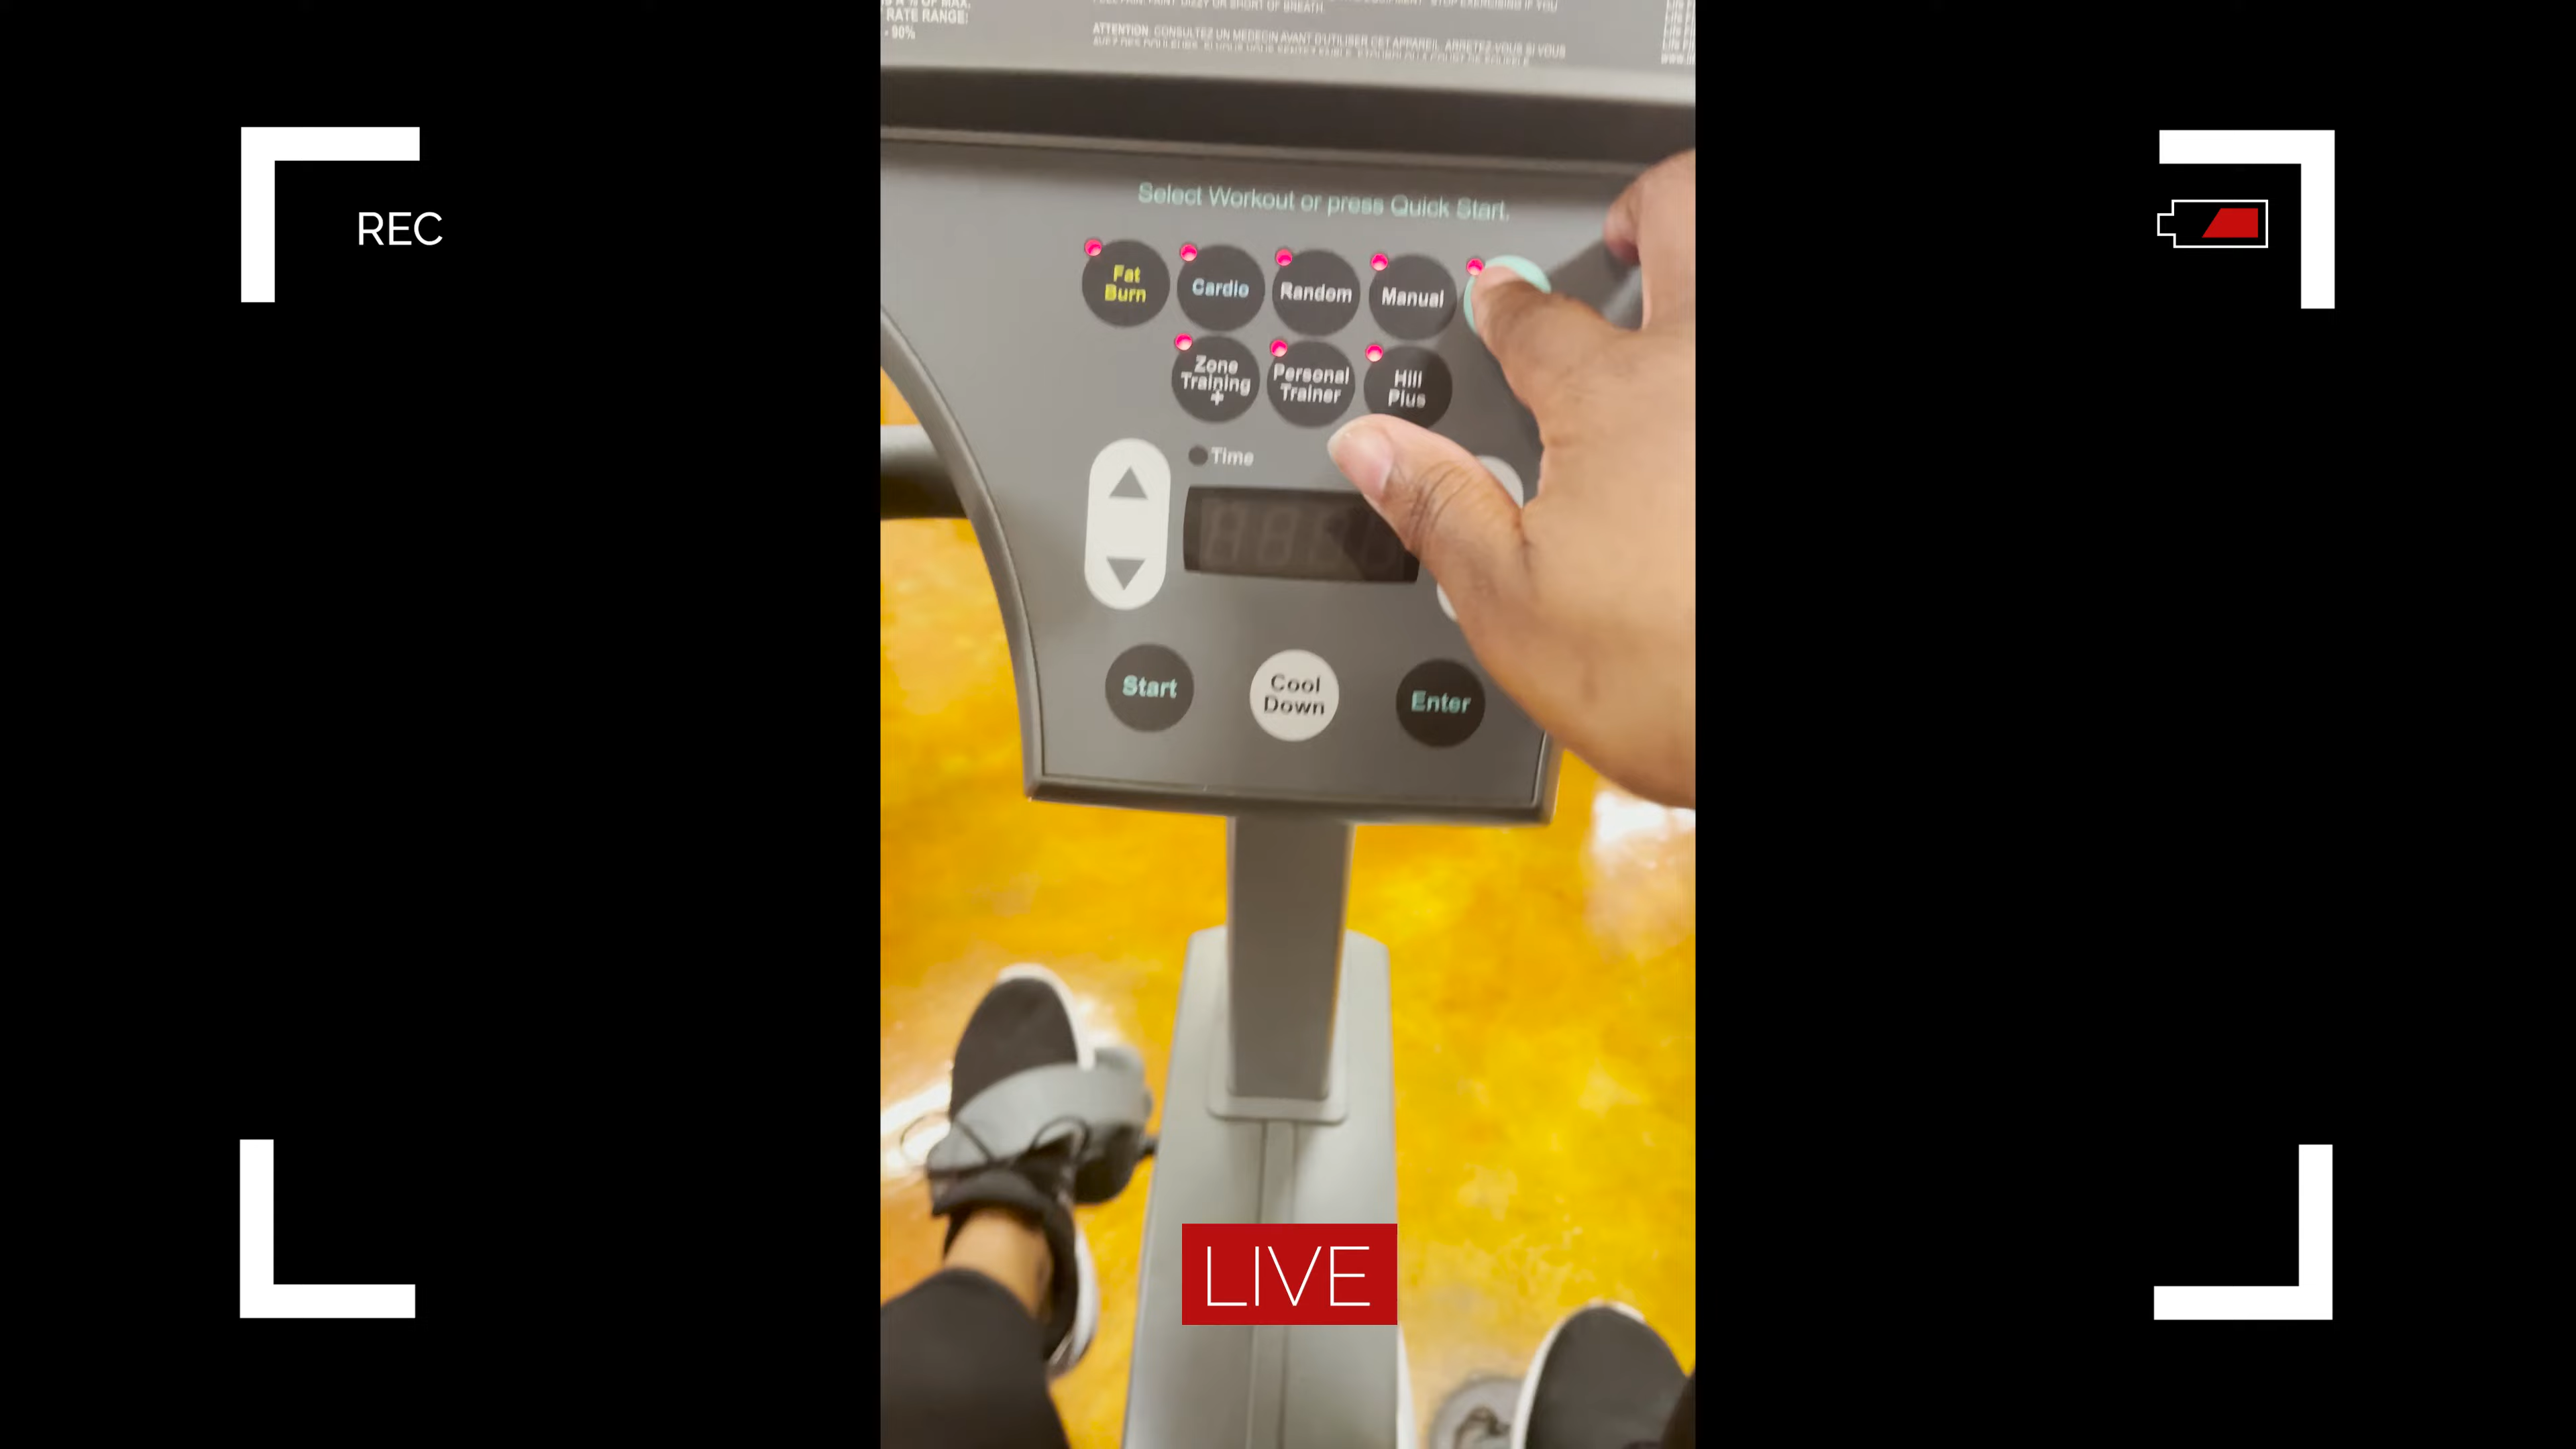 RATE RANGE:
- 90%
ATTENTION: CONSULTEZ UN MEDECIN AVANT D'UTILISER CET APPAREIL. ARRETEZ-VOUS SI VOUS
REC
Select Workout or press Quick Start.
Fat
Burn
Cardio
Random
Manual
Zone
Training
+
Personal
Trainer
Hill
Plus
Time
Start
Cool
Down
Enter
LIVE